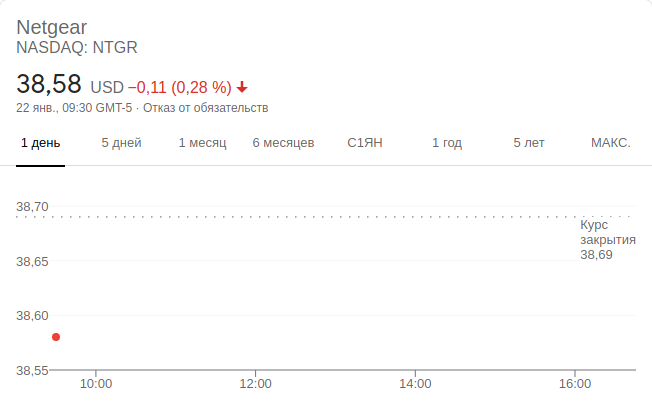 Netgear
NASDAQ: NTGR
38,58 USD −0,11 (0,28 %)
22 янв., 09:30 GMT-5 · Отказ от обязательств
1 день 5 дней 1 месяц 6 месяцев С1ЯН 1 год 5 лет МАКС.
38,70
Курс
закрытия
38,69
38,65
38,60
38,55
10:00 12:00 14:00 16:00